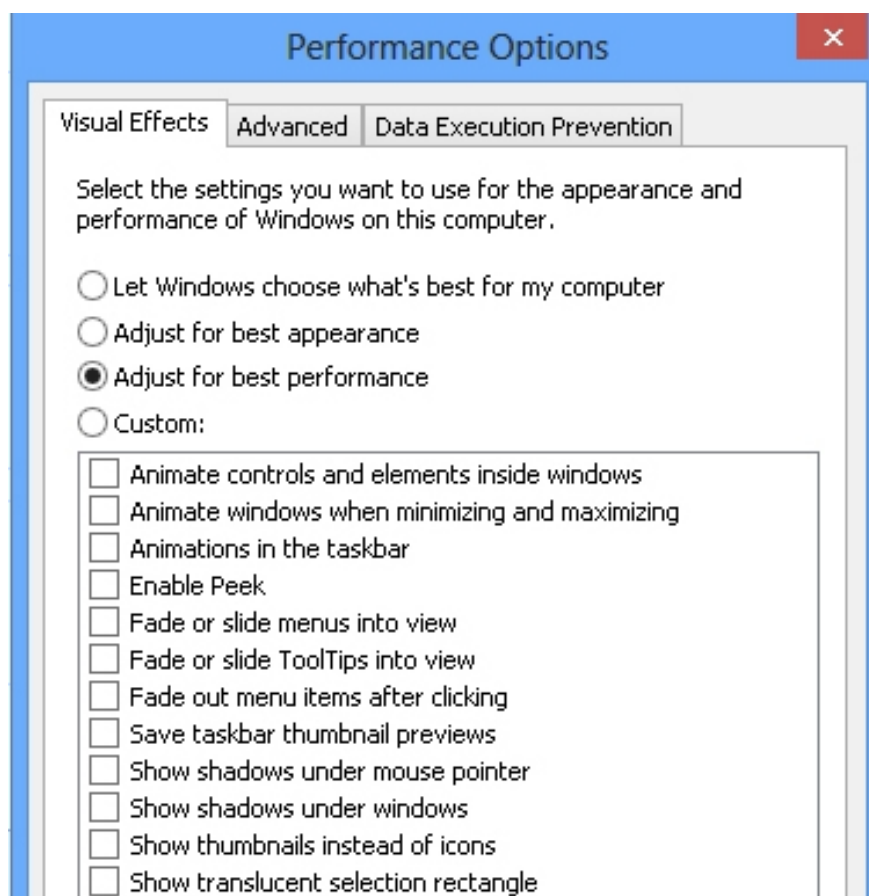 Performance Options
Visual Effects
Advanced
Data Execution Prevention
Select the settings you want to use for the appearance and
performance of Windows on this computer.
Let Windows choose what's best for my computer
Adjust for best appearance
Adjust for best performance
Custom:
Animate controls and elements inside windows
Animate windows when minimizing and maximizing
Animations in the taskbar
Enable Peek
Fade or slide menus into view
Fade or slide ToolTips into view
Fade out menu items after clicking
Save taskbar thumbnail previews
Show shadows under mouse pointer
Show shadows under windows
Show thumbnails instead of icons
Show translucent selection rectangle